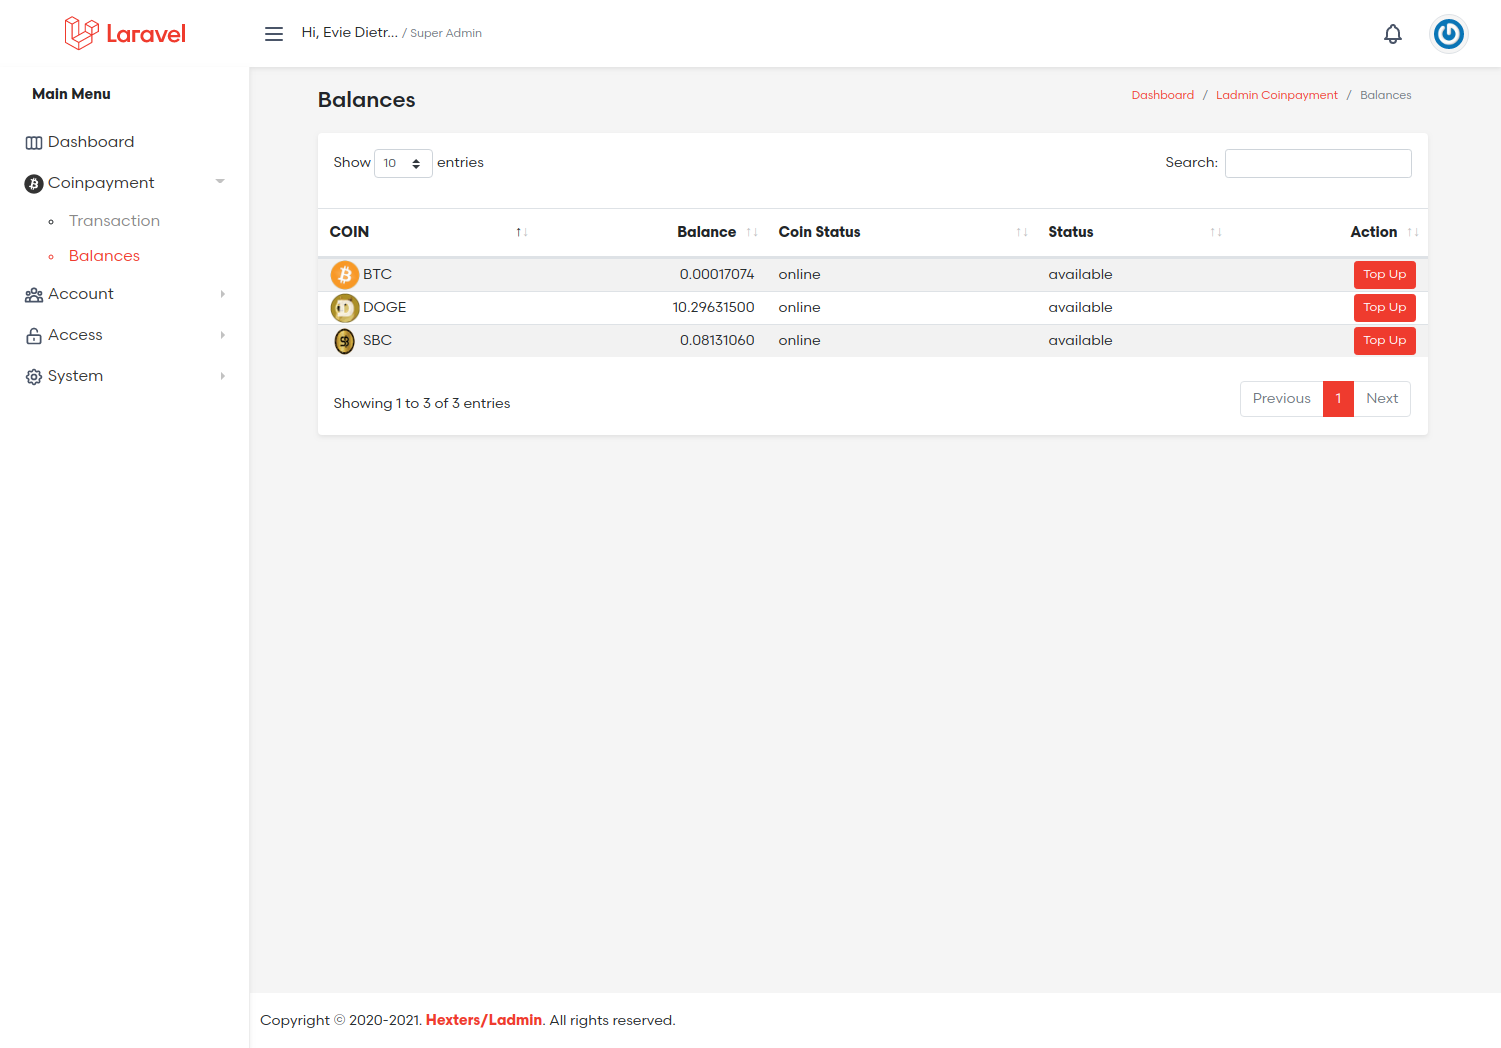 Laravel
Hi, Evie Dietr... / Super Admin
Main Menu
Dashboard
Coinpayment
Transaction
Balances
Account
Access
System
Balances
Dashboard / Ladmin Coinpayment / Balances
Show 10 entries
Search:
COIN Balance Coin Status Status Action
BTC 0.00017074 online available Top Up
DOGE 10.29631500 online available Top Up
SBC 0.08131060 online available Top Up
Showing 1 to 3 of 3 entries
Previous 1 Next
Copyright © 2020-2021. Hexters/Ladmin. All rights reserved.